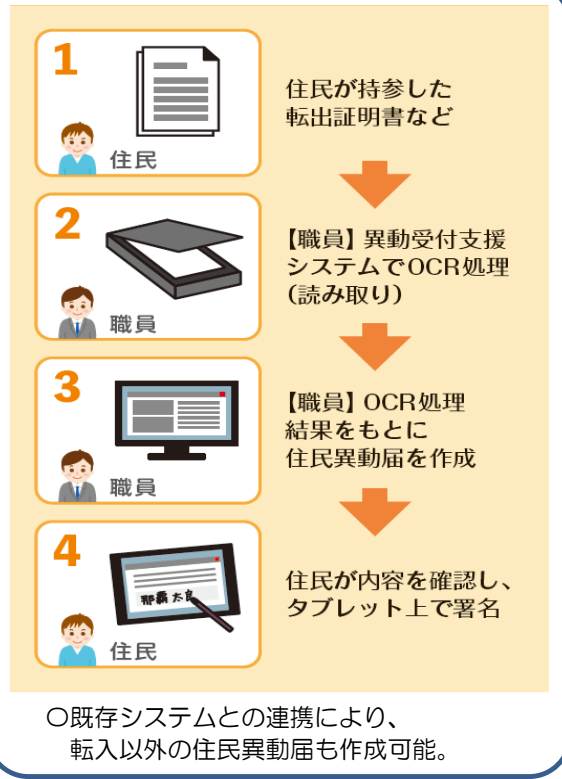 1
住民
住民が持参した
転出証明書など
2
職員
【職員】異動受付支援
システムでOCR処理
(読み取り)
3
職員
【職員】OCR処理
結果をもとに
住民異動届を作成
4
那覇太郎
住民
住民が内容を確認し、
タブレット上で署名
〇既存システムとの連携により、
転入以外の住民異動届も作成可能。